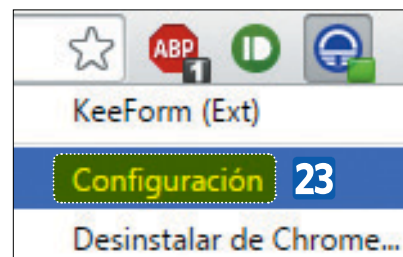 ABP
1
KeeForm (Ext)
Configuración 23
Desinstalar de Chrome...